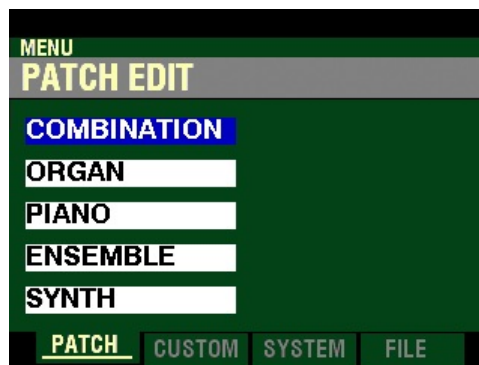 MENU
PATCH EDIT
COMBINATION
ORGAN
PIANO
ENSEMBLE
SYNTH
PATCH CUSTOM SYSTEM FILE